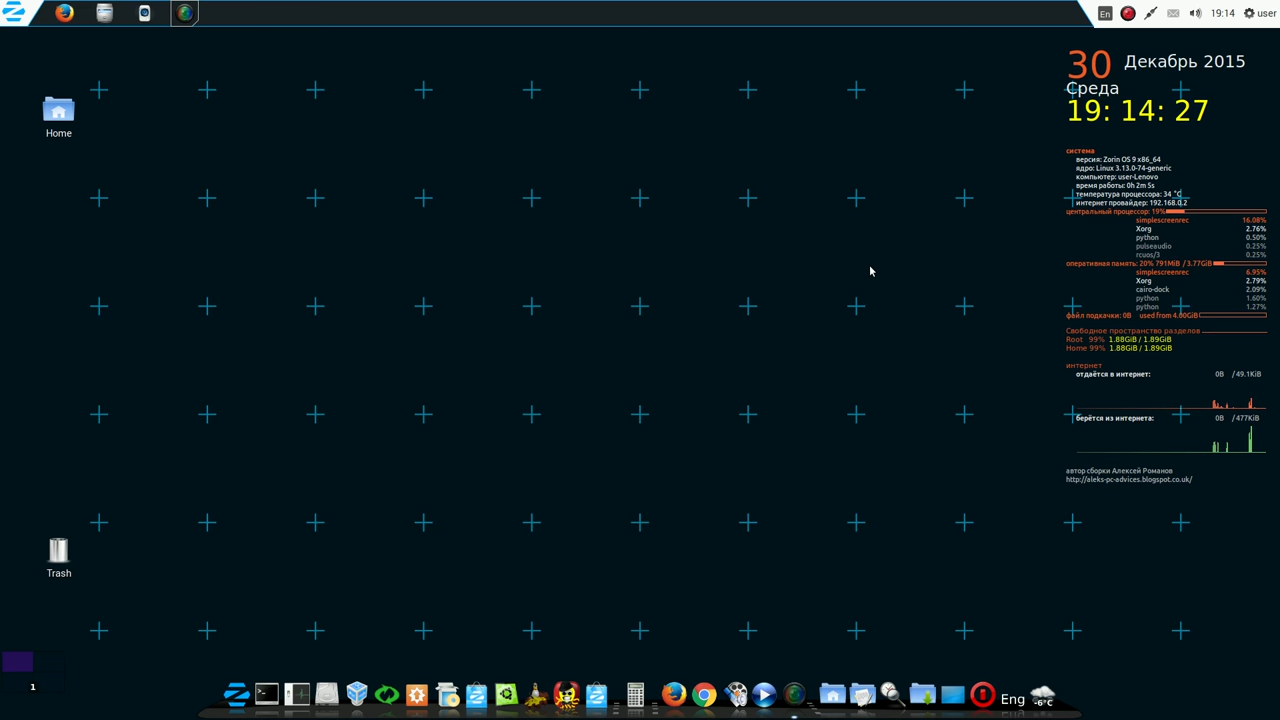 En
19:14
user
30 Декабрь 2015
Среда
19: 14: 27
Home
система
версия: Zorin OS 9 x86_64
ядро: Linux 3.13.0-74-generic
компьютер: user-Lenovo
время работы: 0h 2m 5s
температура процессора: 34 °C
интернет провайдер: 192.168.0.2
центральный процессор: 19%
simplescreenrec 16.08%
Xorg 2.76%
python 0.50%
pulseaudio 0.25%
rcuos/3 0.25%
оперативная память: 20% 791MiB / 3.77GiB
simplescreenrec 6.95%
Xorg 2.79%
cairo-dock 2.09%
python 1.60%
python 1.27%
файл подкачки: 0B used from 4.00GiB
Свободное пространство разделов
Root 99% 1.88GiB / 1.89GiB
Home 99% 1.88GiB / 1.89GiB
интернет
отдаётся в интернет: 0B / 49.1KiB
берётся из интернета: 0B / 477KiB
автор сборки Алексей Романов
http://aleks-pc-advices.blogspot.co.uk/
Trash
1
Eng
-6°C